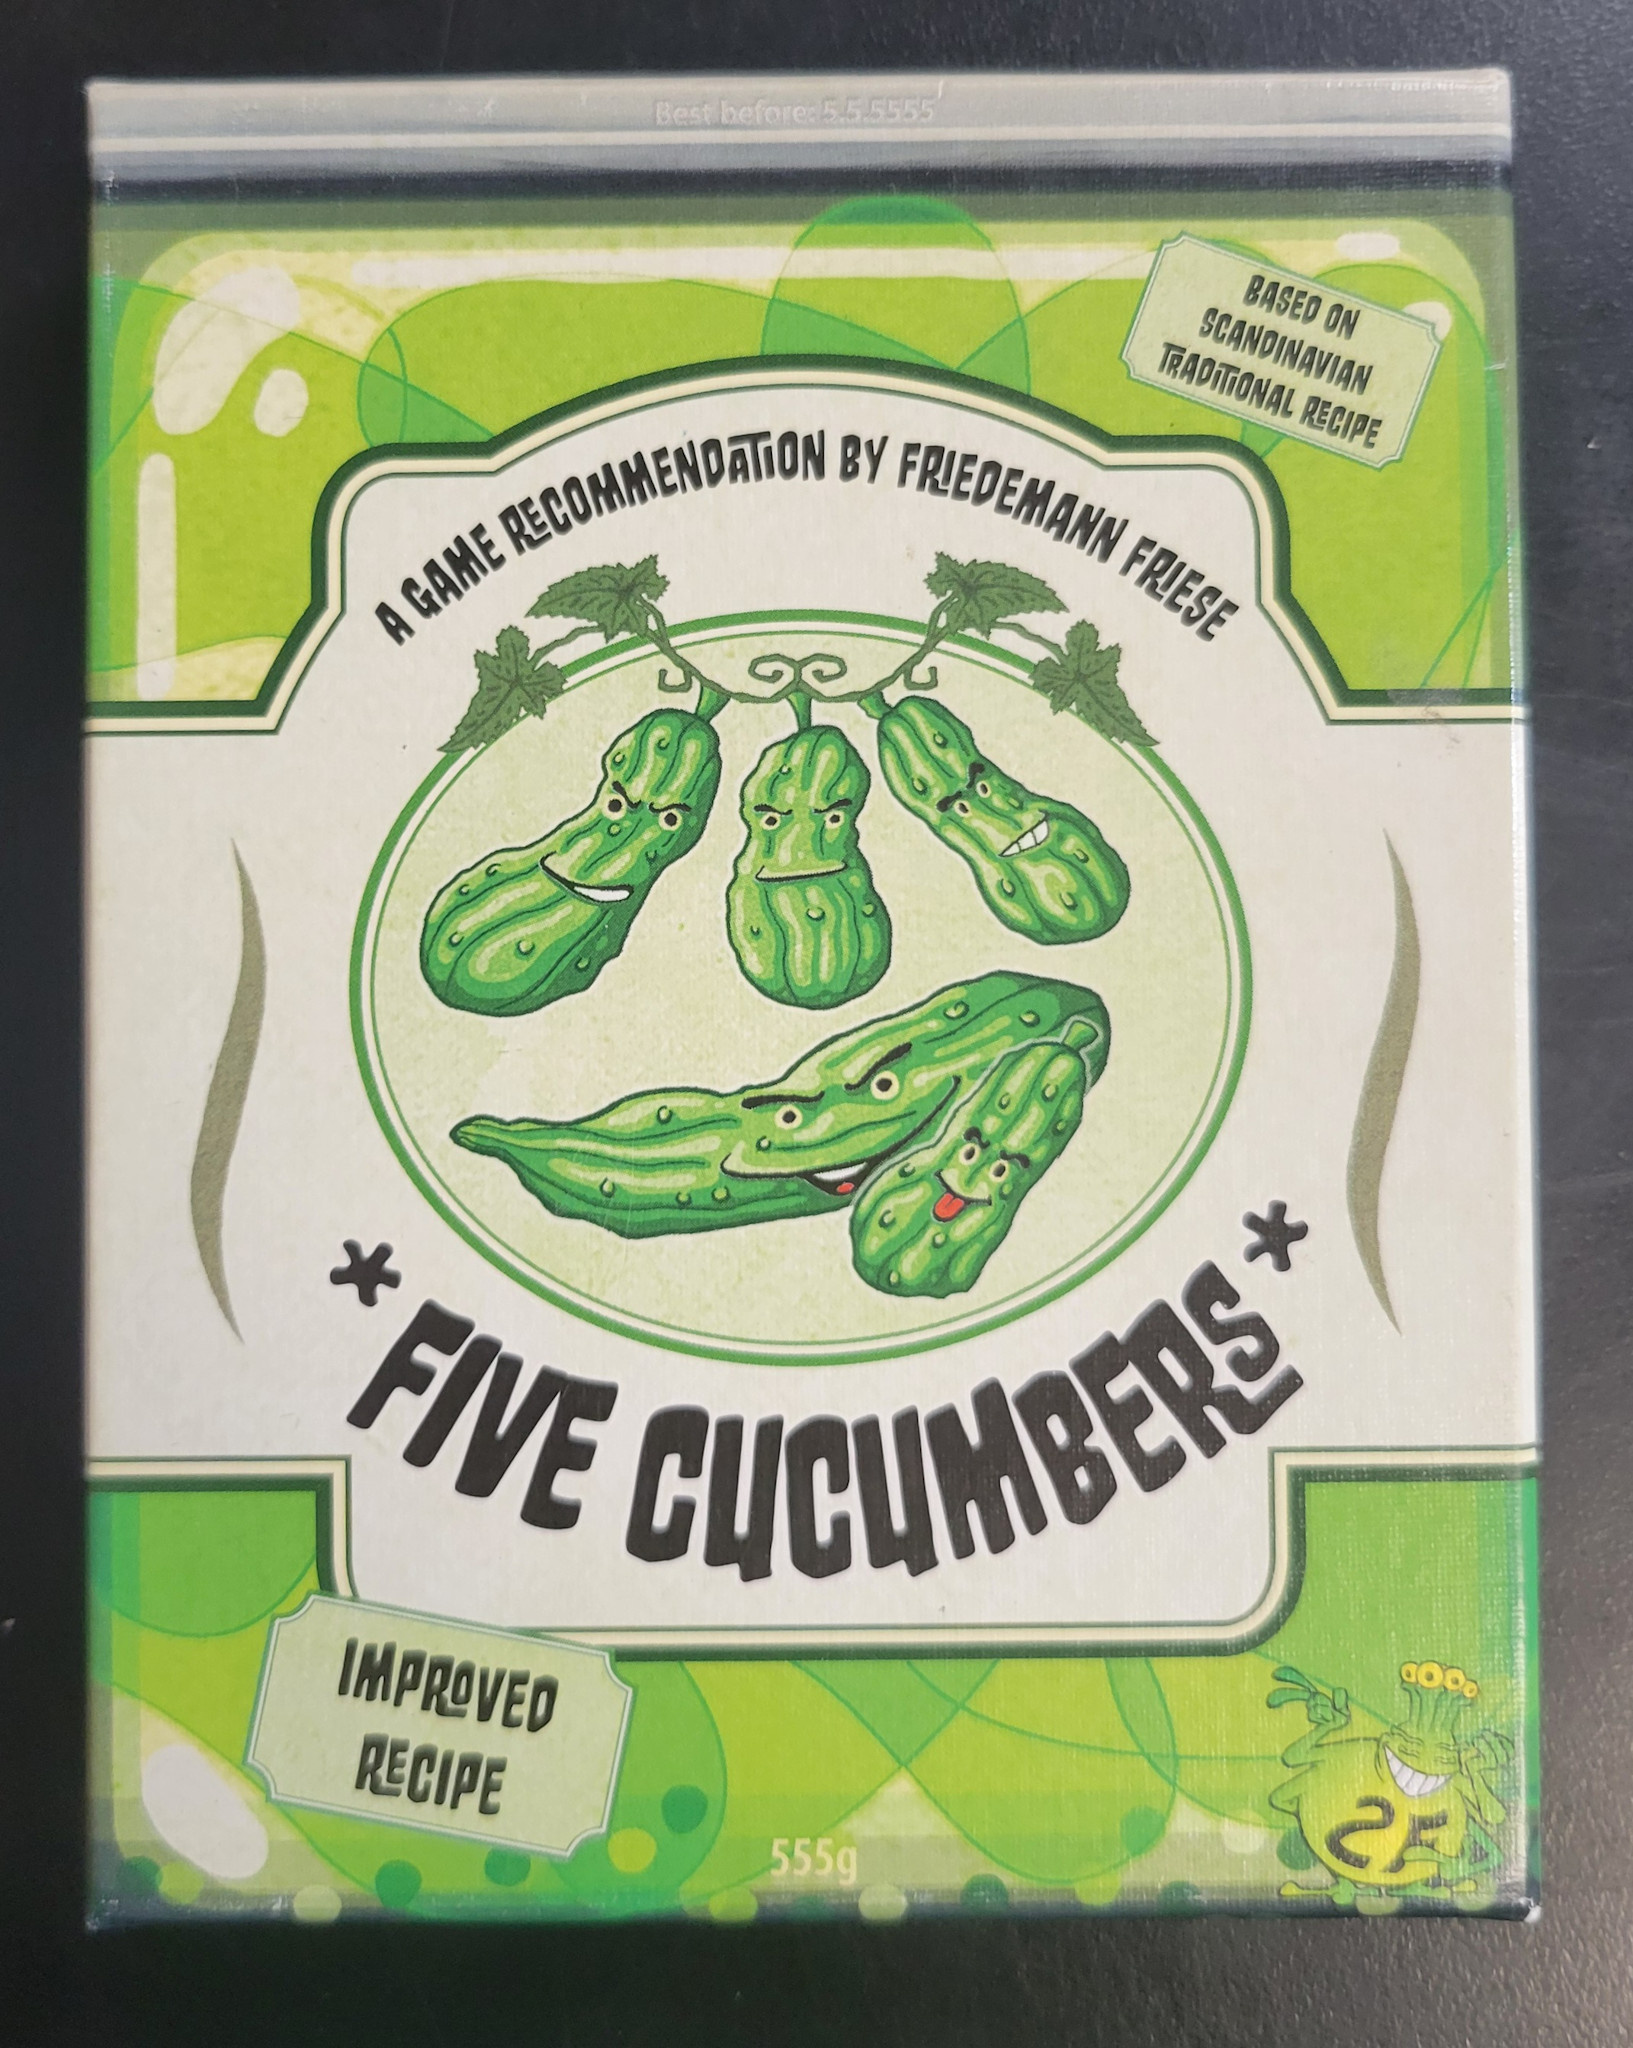 Best before: 5.5.5555
BASED ON
SCANDINAVIAN
TRADITIONAL RECIPE
A GAME RECOMMENDATION BY FRIEDEMANN FRIESE
* FIVE CUCUMBERS *
IMPROVED
RECIPE
555g
2F